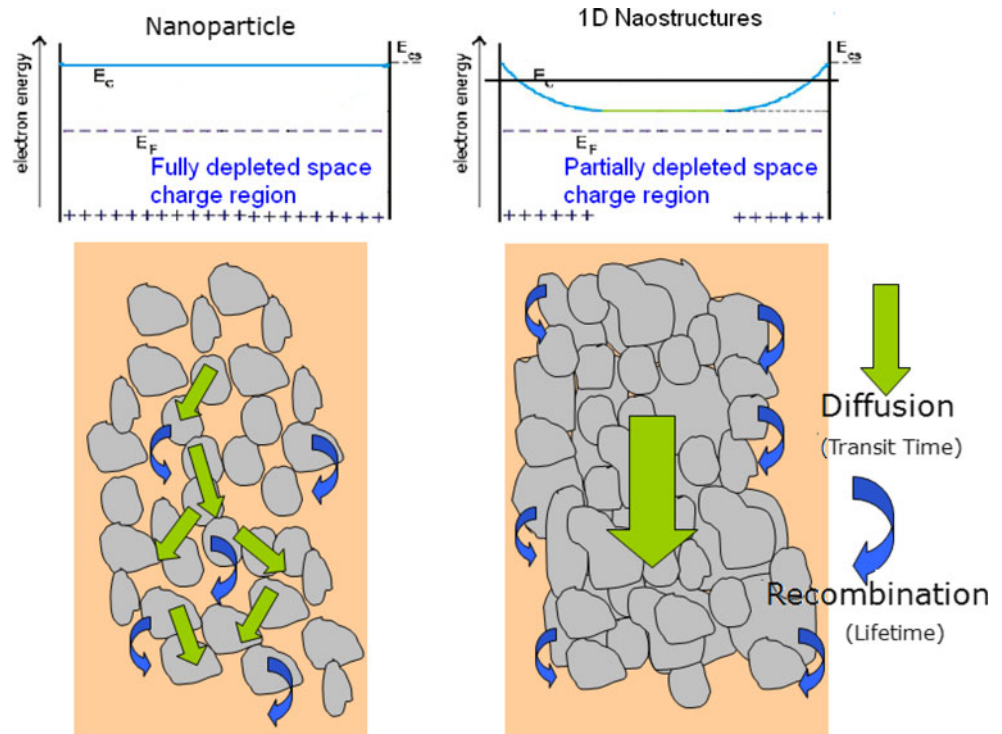 Nanoparticle
electron energy
E_C
E_CS
E_F
Fully depleted space
charge region
+++++++++++++++++++
1D Naostructures
electron energy
E_C
E_CS
E_F
Partially depleted space
charge region
++++++ ++++++
Diffusion
(Transit Time)
Recombination
(Lifetime)